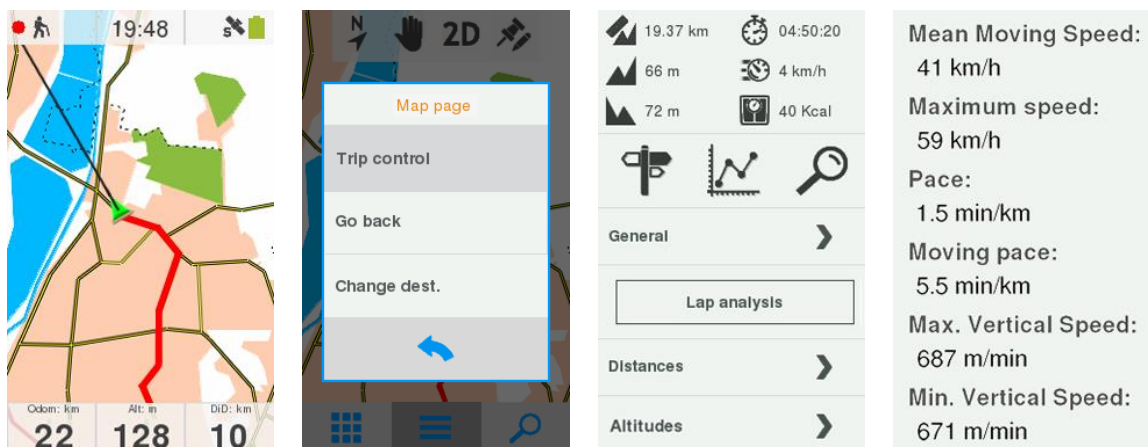 19:48
S
Odom: km
Alt: m
DiD: km
22
128
10
N
2D
Map page
Trip control
Go back
Change dest.
19.37 km
04:50:20
66 m
4 km/h
72 m
40 Kcal
General
Lap analysis
Distances
Altitudes
Mean Moving Speed:
41 km/h
Maximum speed:
59 km/h
Pace:
1.5 min/km
Moving pace:
5.5 min/km
Max. Vertical Speed:
687 m/min
Min. Vertical Speed:
671 m/min